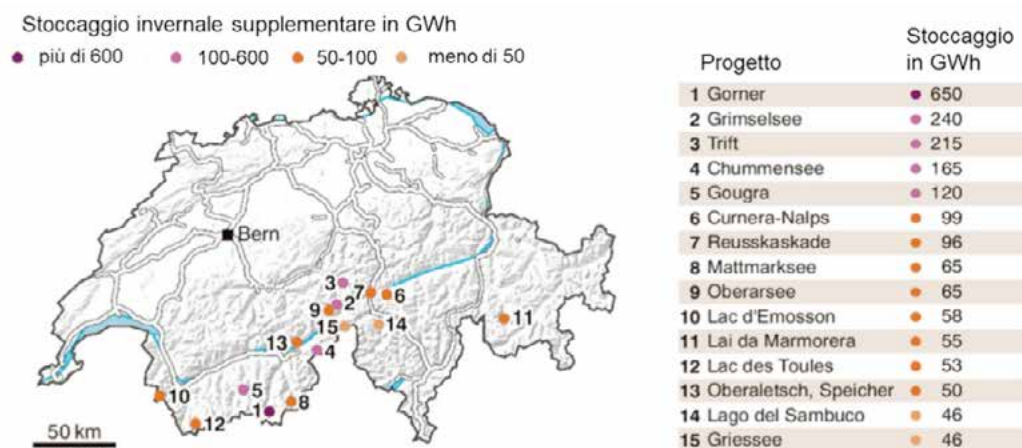 Stoccaggio invernale supplementare in GWh
più di 600 100-600 50-100 meno di 50
Bern
3
2
7
6
9
15
14
11
13
4
5
10
8
1
12
50 km
Progetto Stoccaggio in GWh
1 Gorner 650
2 Grimselsee 240
3 Trift 215
4 Chummensee 165
5 Gougra 120
6 Curnera-Nalps 99
7 Reusskaskade 96
8 Mattmarksee 65
9 Oberarsee 65
10 Lac d'Emosson 58
11 Lai da Marmorera 55
12 Lac des Toules 53
13 Oberaletsch, Speicher 50
14 Lago del Sambuco 46
15 Griessee 46